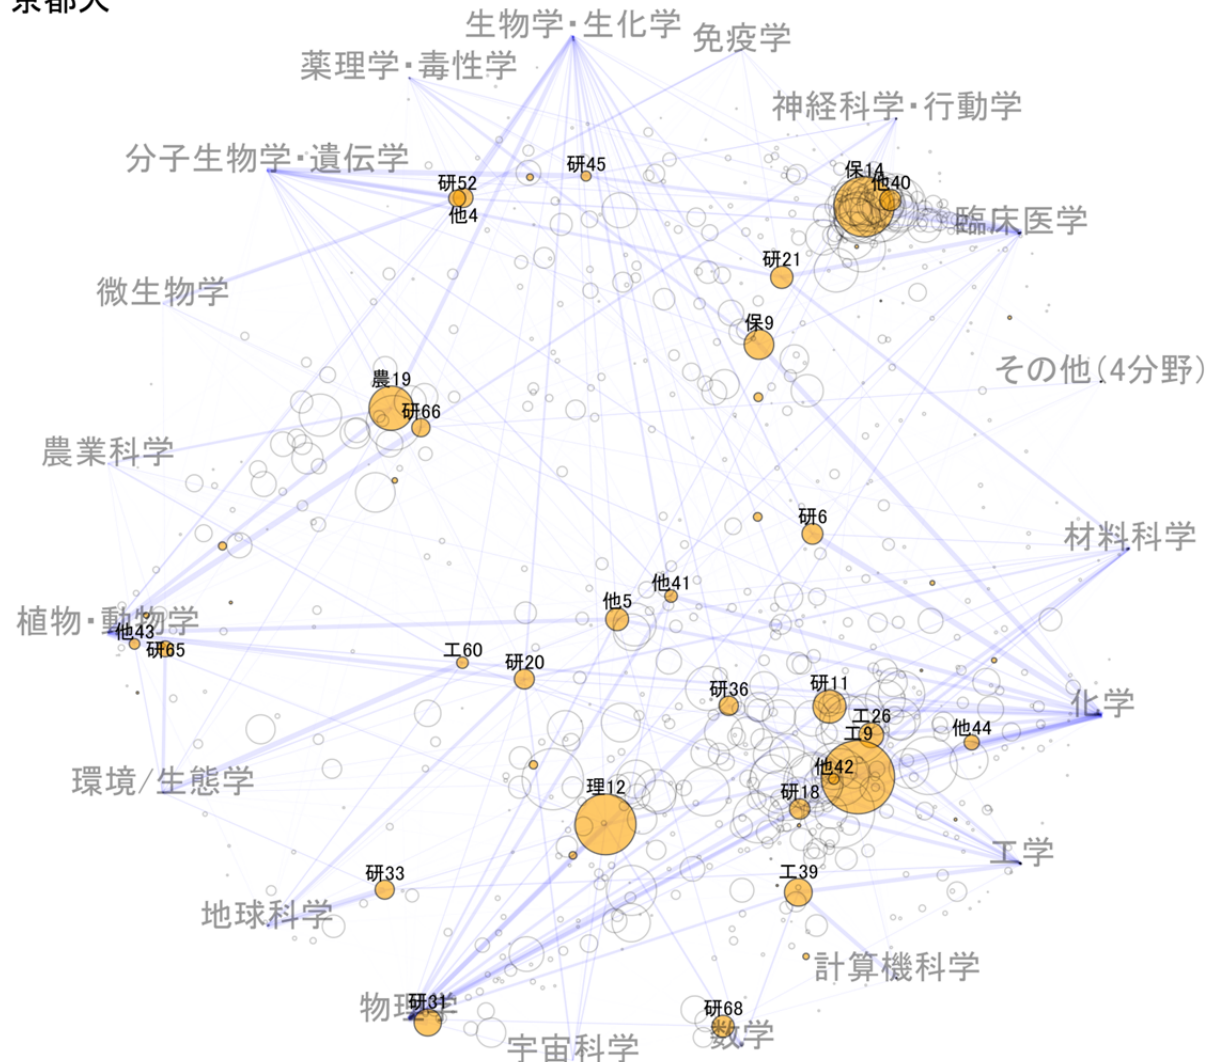 京都大
生物学・生化学
免疫学
薬理学・毒性学
神経科学・行動学
分子生物学・遺伝学
研45
保14
他40
研52
他4
臨床医学
研21
微生物学
保9
その他（4分野）
農19
研66
農業科学
研6
材料科学
他41
他5
植物・動物学
他43
研65
工60
研20
研36
研11
化学
工26
工9
他44
他42
環境/生態学
理12
研18
工学
研33
工39
地球科学
計算機科学
物理学
研31
研68
数学
宇宙科学